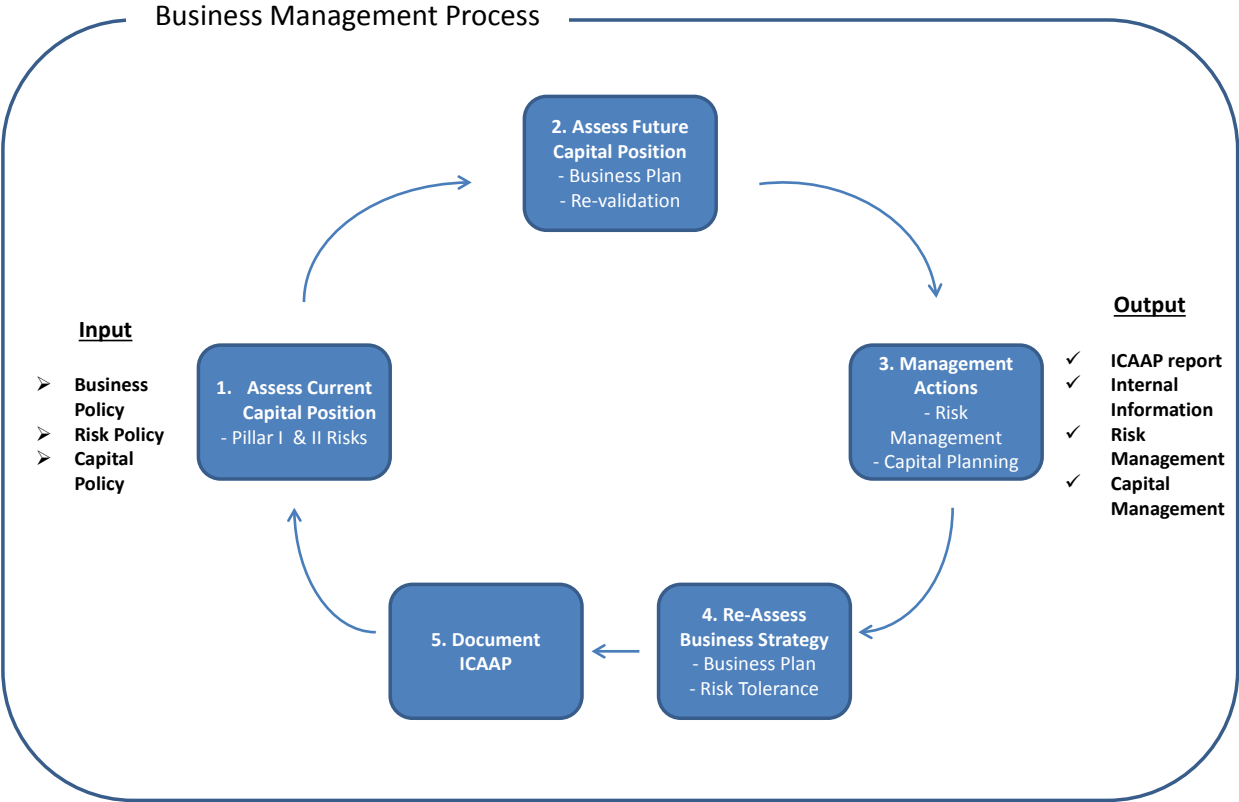 Business Management Process
2. Assess Future
Capital Position
- Business Plan
- Re-validation
Input
➢ Business
Policy
➢ Risk Policy
➢ Capital
Policy
1. Assess Current
Capital Position
- Pillar I & II Risks
3. Management
Actions
- Risk
Management
- Capital Planning
Output
✓ ICAAP report
✓ Internal
Information
✓ Risk
Management
✓ Capital
Management
4. Re-Assess
Business Strategy
- Business Plan
- Risk Tolerance
5. Document
ICAAP